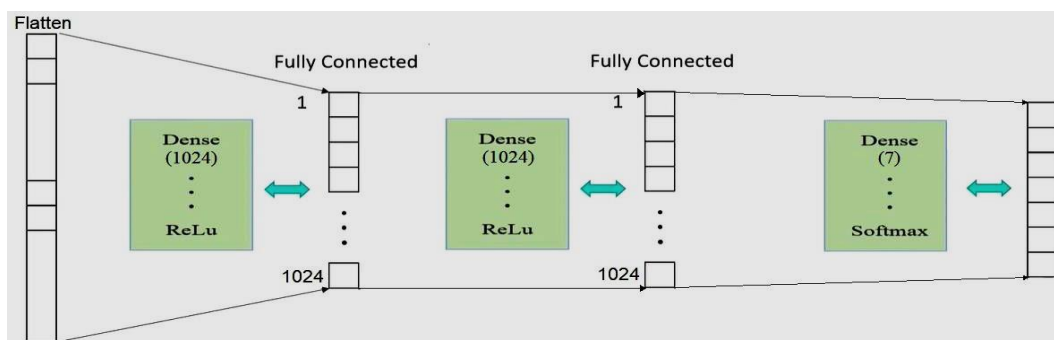 Flatten
Fully Connected
Fully Connected
1
1
Dense
(1024)
ReLu
Dense
(1024)
ReLu
Dense
(7)
Softmax
1024
1024